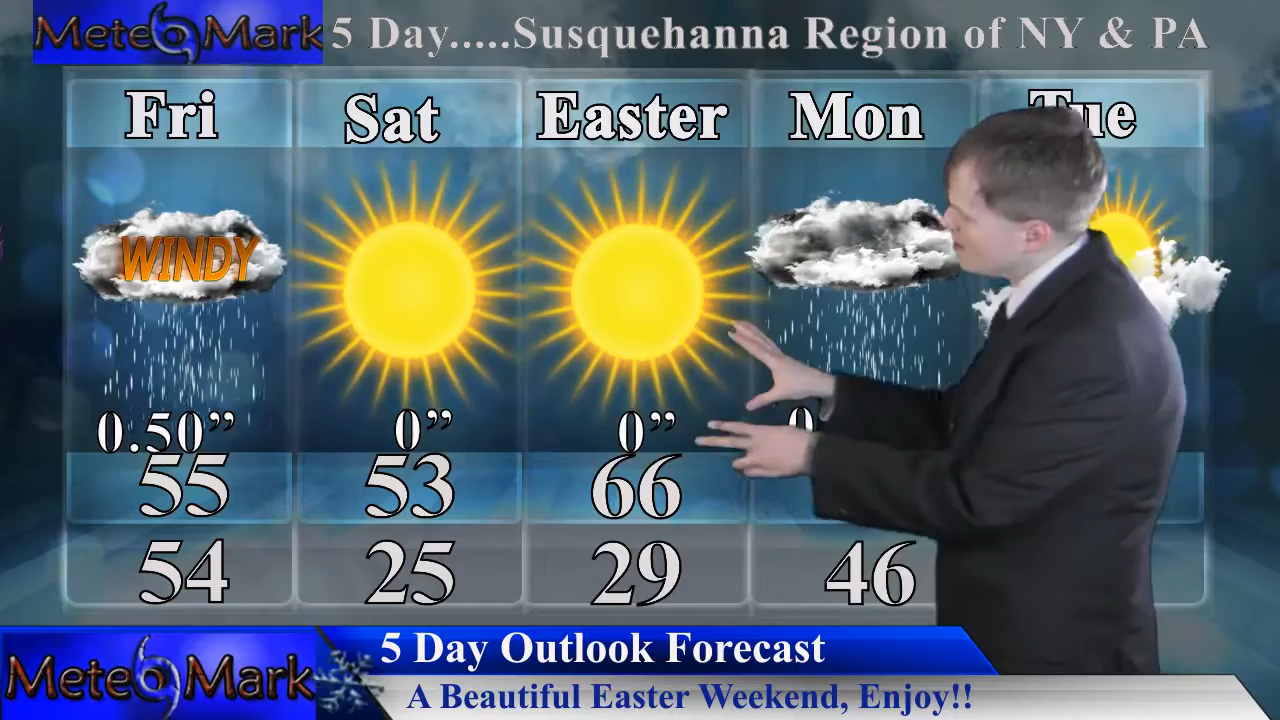 MeteoMark
5 Day.....Susquehanna Region of NY & PA
Fri
Sat
Easter
Mon
Tue
WINDY
0.50”
0”
0”
0
55
53
66
54
25
29
46
MeteoMark
5 Day Outlook Forecast
A Beautiful Easter Weekend, Enjoy!!